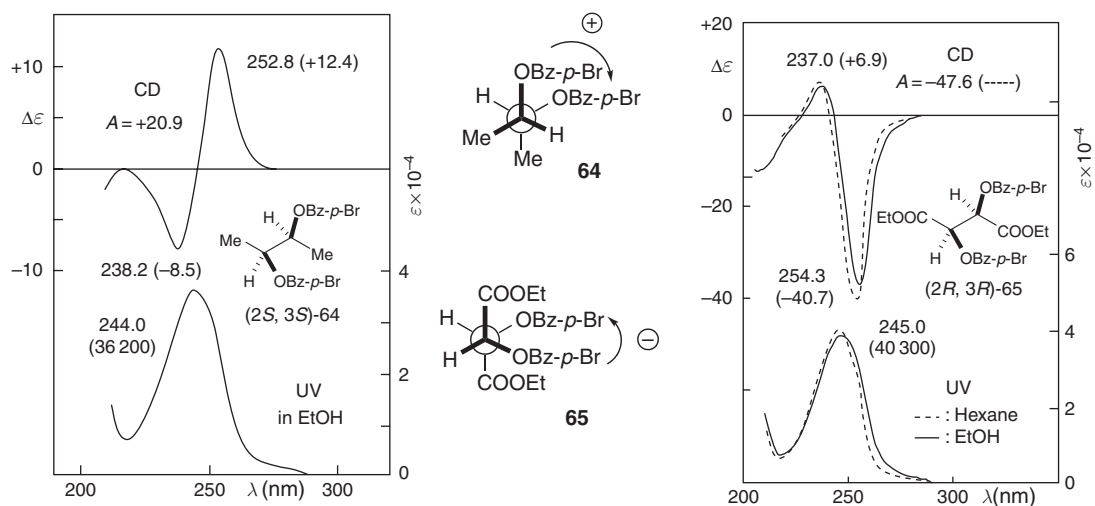 +10
CD
A = +20.9
252.8 (+12.4)
Δε
0
−10
238.2 (−8.5)
H
OBz-p-Br
Me
Me
H
OBz-p-Br
(2S, 3S)-64
244.0
(36 200)
UV
in EtOH
4
2
0
ε × 10⁻⁴
200
250
λ (nm)
300
+
OBz-p-Br
H
OBz-p-Br
Me
H
Me
64
COOEt
H
OBz-p-Br
H
OBz-p-Br
COOEt
−
65
+20
Δε
0
−20
−40
237.0 (+6.9)
CD
A = −47.6 (-----)
H
OBz-p-Br
EtOOC
COOEt
H
OBz-p-Br
(2R, 3R)-65
254.3
(−40.7)
245.0
(40 300)
UV
---- : Hexane
— : EtOH
ε × 10⁻⁴
6
4
2
0
200
250
300
λ (nm)